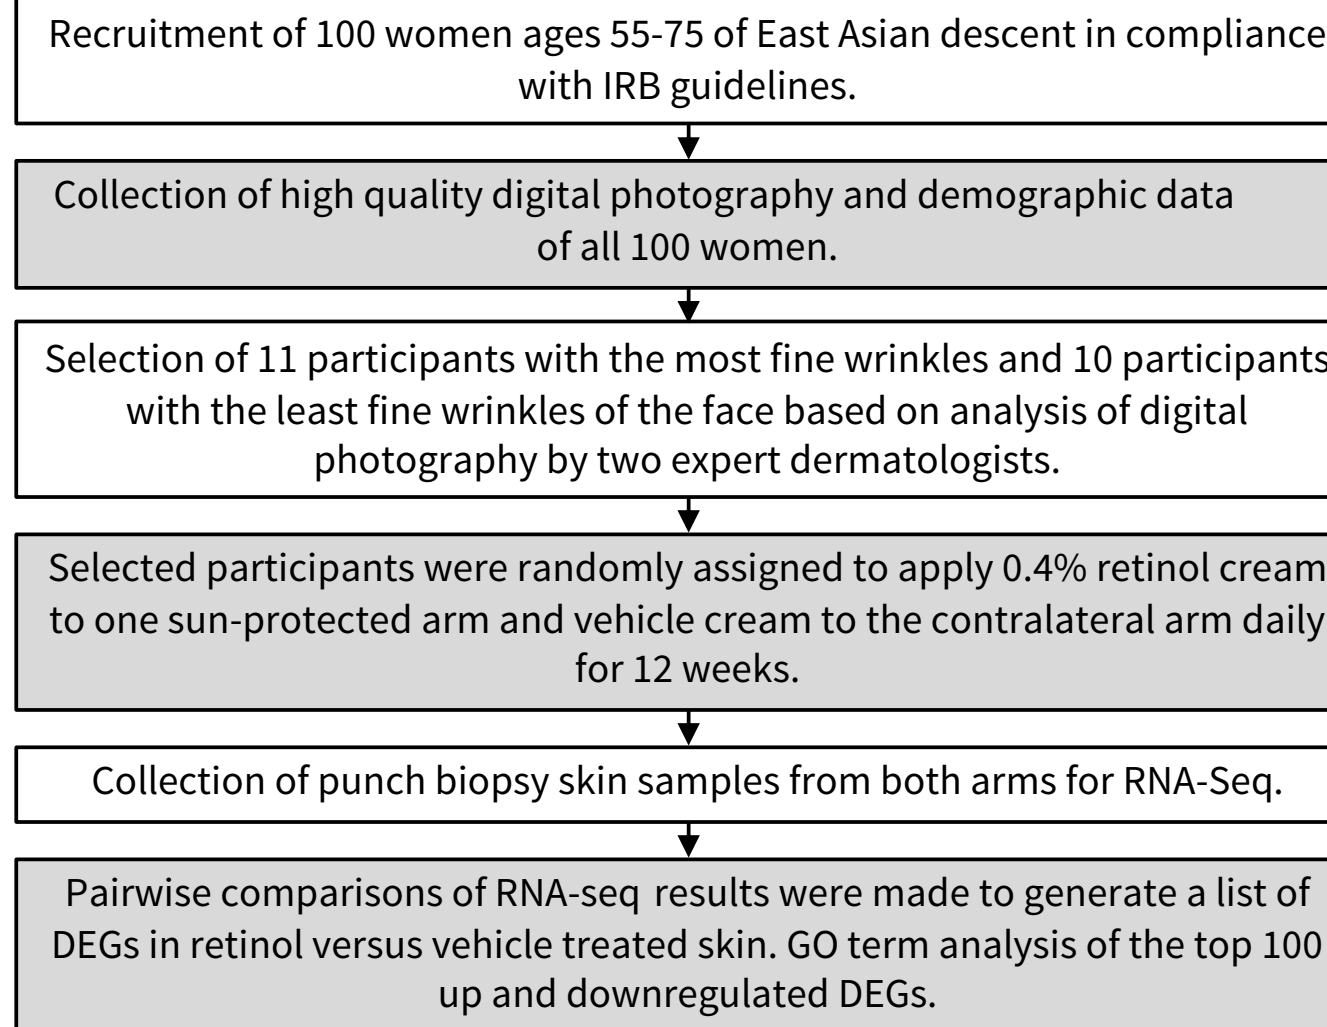 Recruitment of 100 women ages 55-75 of East Asian descent in compliance
with IRB guidelines.
Collection of high quality digital photography and demographic data
of all 100 women.
Selection of 11 participants with the most fine wrinkles and 10 participants
with the least fine wrinkles of the face based on analysis of digital
photography by two expert dermatologists.
Selected participants were randomly assigned to apply 0.4% retinol cream
to one sun-protected arm and vehicle cream to the contralateral arm daily
for 12 weeks.
Collection of punch biopsy skin samples from both arms for RNA-Seq.
Pairwise comparisons of RNA-seq results were made to generate a list of
DEGs in retinol versus vehicle treated skin. GO term analysis of the top 100
up and downregulated DEGs.